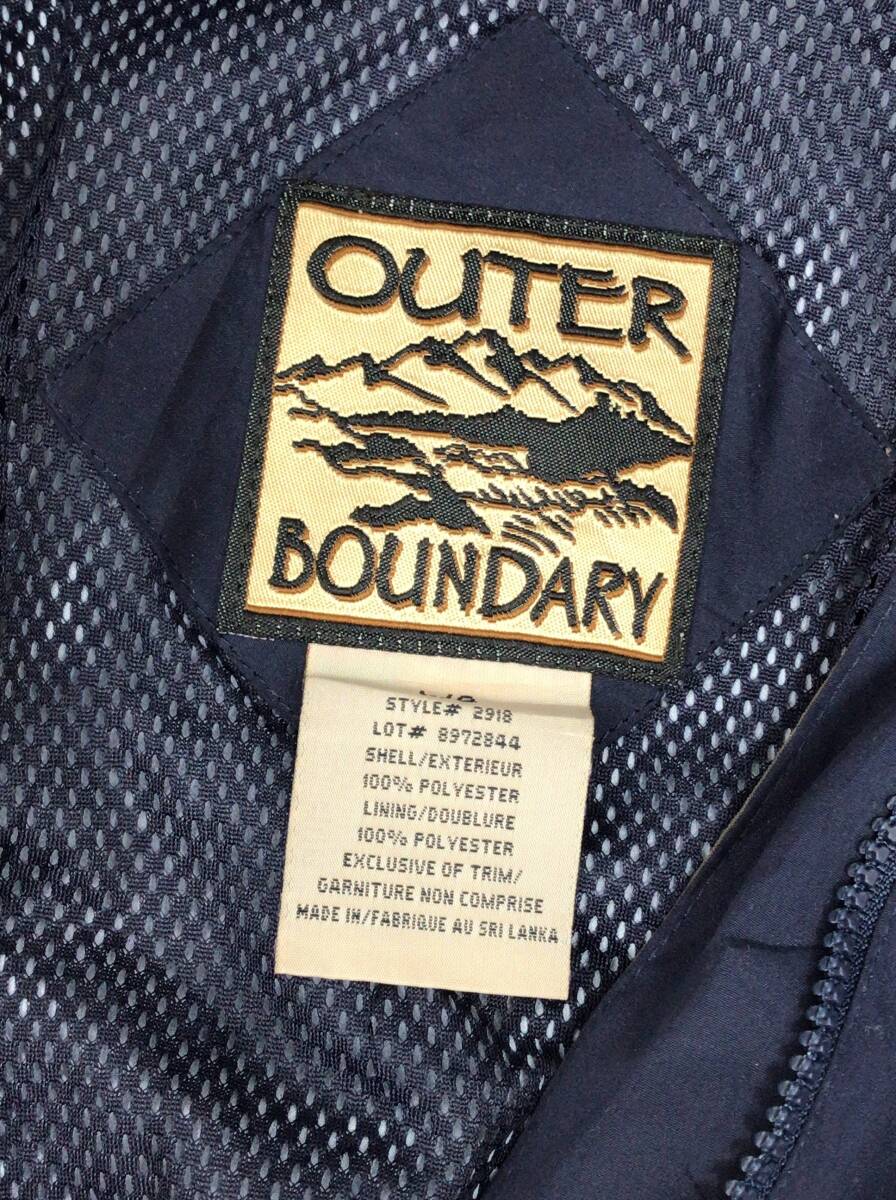 OUTER
BOUNDARY
STYLE# 2918
LOT# 8972844
SHELL/EXTERIEUR
100% POLYESTER
LINING/DOUBLURE
100% POLYESTER
EXCLUSIVE OF TRIM/
GARNITURE NON COMPRISE
MADE IN/FABRIQUE AU SRI LANKA